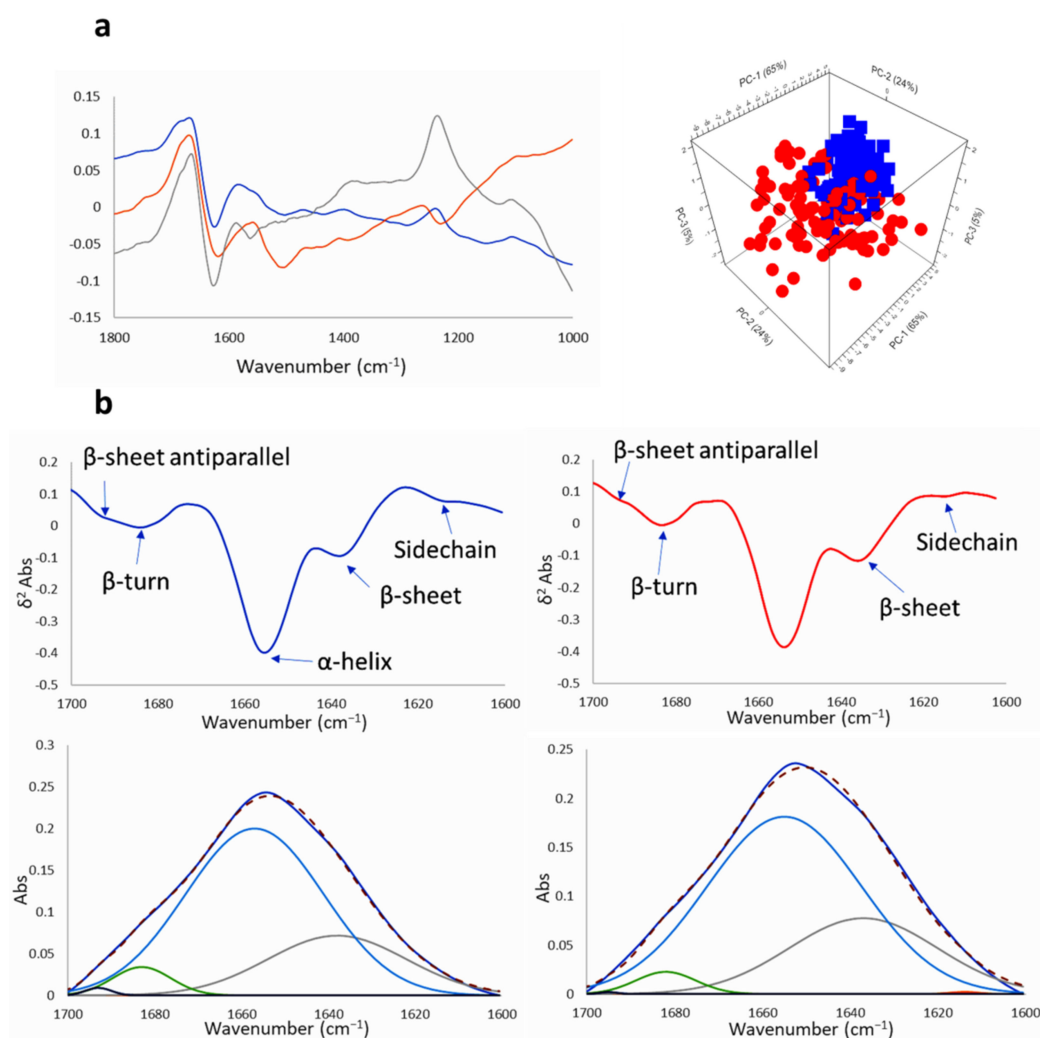 a
0.15
0.1
0.05
0
-0.05
-0.1
-0.15
1800 1600 1400 1200 1000
Wavenumber (cm⁻¹)
PC-1 (65%)
PC-2 (24%)
PC-3 (5%)
PC-3 (5%)
PC-2 (24%)
PC-1 (65%)
b
0.2
0.1
0
-0.1
-0.2
-0.3
-0.4
-0.5
δ² Abs
β-sheet antiparallel
β-turn
Sidechain
β-sheet
α-helix
1700 1680 1660 1640 1620 1600
Wavenumber (cm⁻¹)
0.2
0.1
0
-0.1
-0.2
-0.3
-0.4
-0.5
δ² Abs
β-sheet antiparallel
β-turn
Sidechain
β-sheet
1700 1680 1660 1640 1620 1600
Wavenumber (cm⁻¹)
0.3
0.25
0.2
0.15
0.1
0.05
0
Abs
1700 1680 1660 1640 1620 1600
Wavenumber (cm⁻¹)
0.25
0.2
0.15
0.1
0.05
0
Abs
1700 1680 1660 1640 1620 1600
Wavenumber (cm⁻¹)